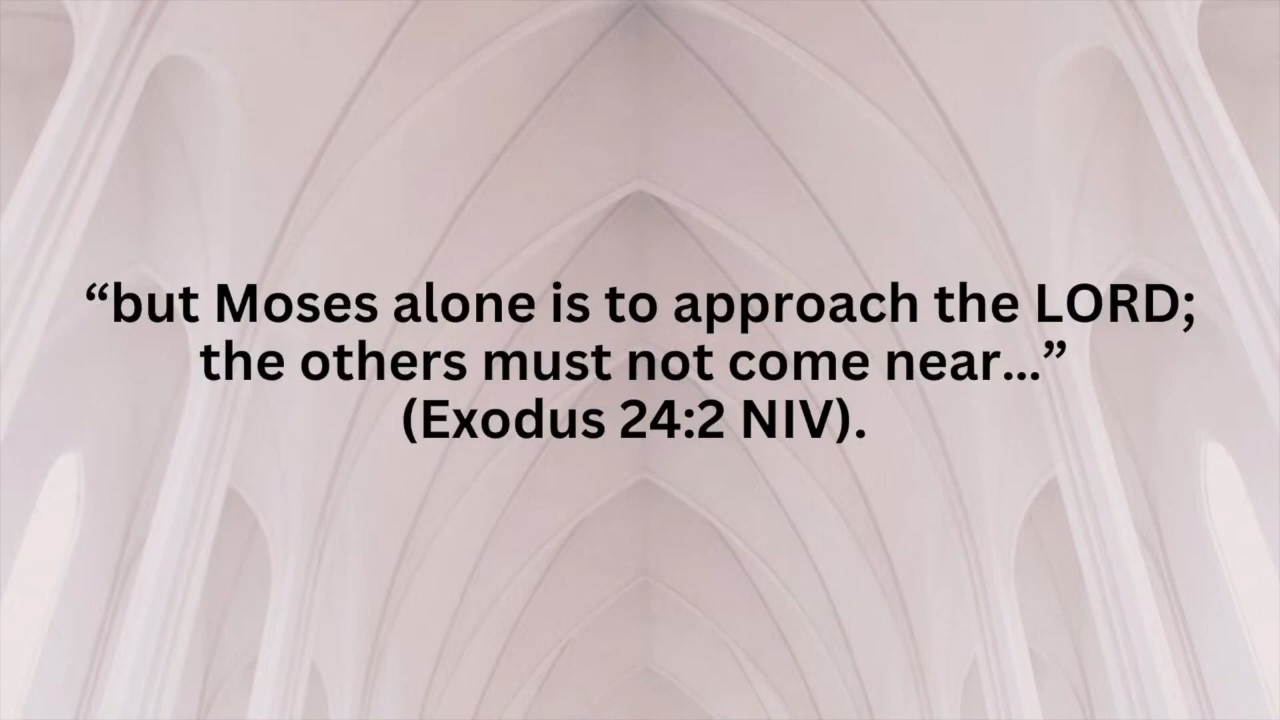 “but Moses alone is to approach the LORD;
the others must not come near...”
(Exodus 24:2 NIV).